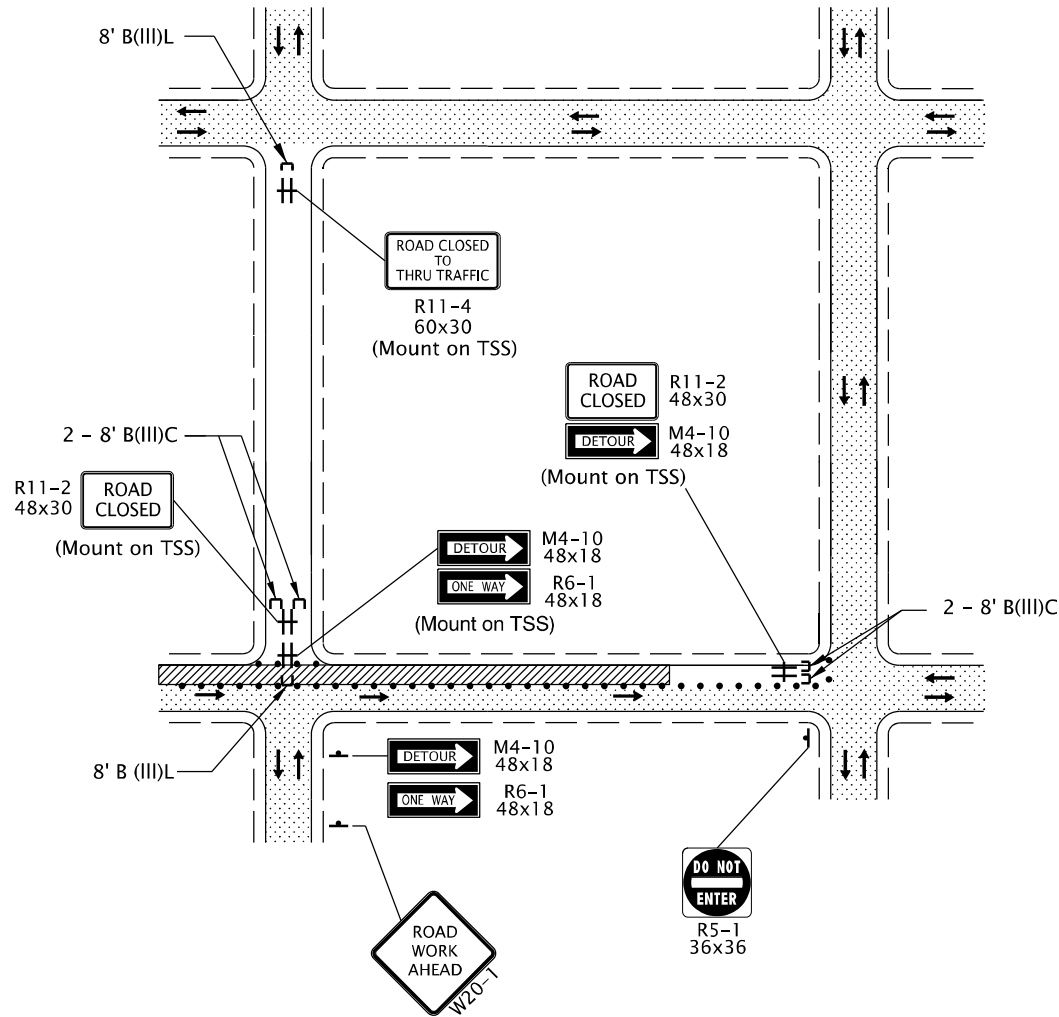 8' B(III)L
ROAD CLOSED
TO
THRU TRAFFIC
R11-4
60x30
(Mount on TSS)
ROAD
CLOSED
R11-2
48x30
DETOUR
M4-10
48x18
(Mount on TSS)
2 - 8' B(III)C
R11-2
48x30
ROAD
CLOSED
(Mount on TSS)
DETOUR
M4-10
48x18
ONE WAY
R6-1
48x18
(Mount on TSS)
2 - 8' B(III)C
8' B (III)L
DETOUR
M4-10
48x18
ONE WAY
R6-1
48x18
ROAD
WORK
AHEAD
W20-1
DO NOT
ENTER
R5-1
36x36